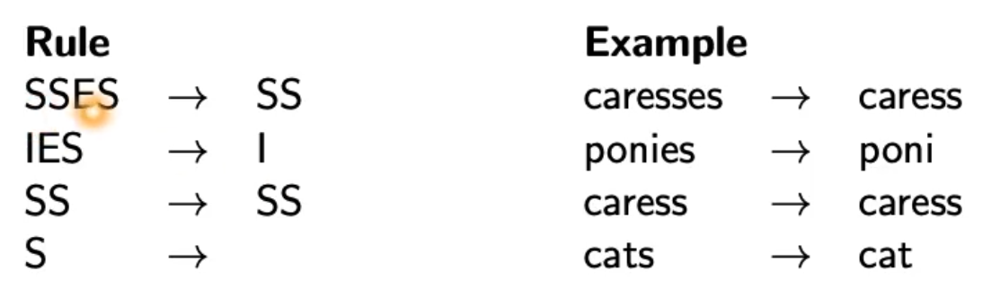 Rule Example
SSES → SS caresses → caress
IES → I ponies → poni
SS → SS caress → caress
S → cats → cat